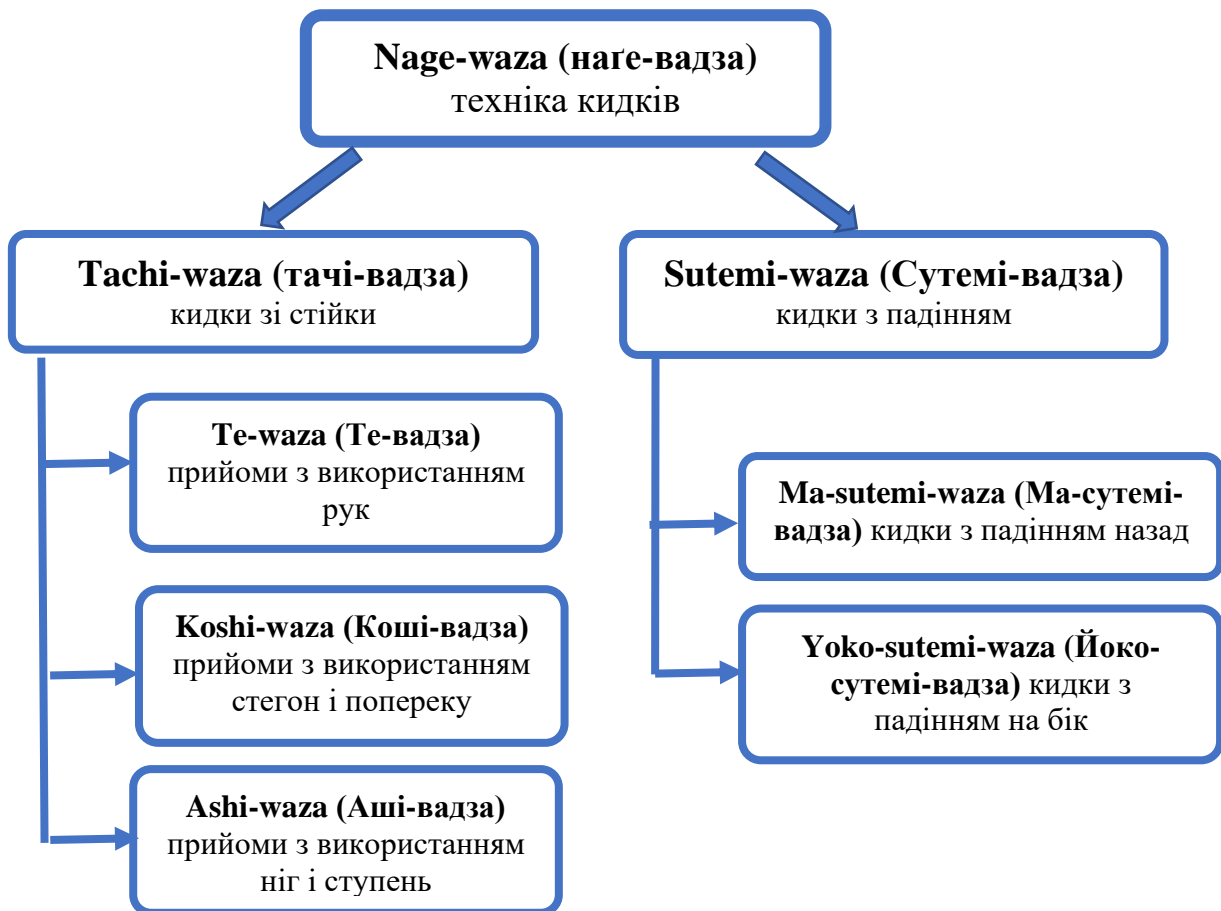 Nage-waza (наґе-вадза)
техніка кидків
Tachi-waza (тачі-вадза)
кидки зі стійки
Te-waza (Те-вадза)
прийоми з використанням
рук
Koshi-waza (Коші-вадза)
прийоми з використанням
стегон і попереку
Ashi-waza (Аші-вадза)
прийоми з використанням
ніг і ступень
Sutemi-waza (Сутемі-вадза)
кидки з падінням
Ma-sutemi-waza (Ма-сутемі-
вадза) кидки з падінням назад
Yoko-sutemi-waza (Йоко-
сутемі-вадза) кидки з
падінням на бік